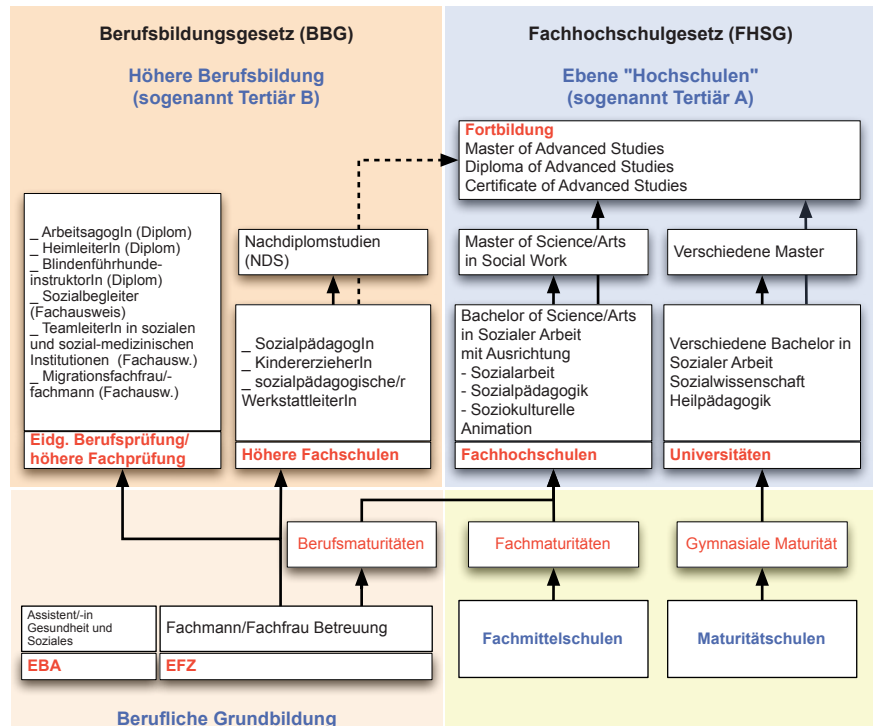 Berufsbildungsgesetz (BBG)
Höhere Berufsbildung
(sogenannt Tertiär B)
Fachhochschulgesetz (FHSG)
Ebene "Hochschulen"
(sogenannt Tertiär A)
Fortbildung
Master of Advanced Studies
Diploma of Advanced Studies
Certificate of Advanced Studies
_ ArbeitsagogIn (Diplom)
_ HeimleiterIn (Diplom)
_ Blindenführhunde-
instruktorIn (Diplom)
_ Sozialbegleiter
(Fachausweis)
_ TeamleiterIn in sozialen
und sozial-medizinischen
Institutionen (Fachausw.)
_ Migrationsfachfrau/-
fachmann (Fachausw.)
Eidg. Berufsprüfung/
höhere Fachprüfung
Nachdiplomstudien
(NDS)
_ SozialpädagogIn
_ KindererzieherIn
_ sozialpädagogische/r
WerkstattleiterIn
Höhere Fachschulen
Master of Science/Arts
in Social Work
Bachelor of Science/Arts
in Sozialer Arbeit
mit Ausrichtung
- Sozialarbeit
- Sozialpädagogik
- Soziokulturelle
Animation
Fachhochschulen
Verschiedene Master
Verschiedene Bachelor in
Sozialer Arbeit
Sozialwissenschaft
Heilpädagogik
Universitäten
Berufsmaturitäten
Fachmaturitäten
Gymnasiale Maturität
Assistent/-in
Gesundheit und
Soziales
EBA
Fachmann/Fachfrau Betreuung
EFZ
Fachmittelschulen
Maturitätschulen
Berufliche Grundbildung